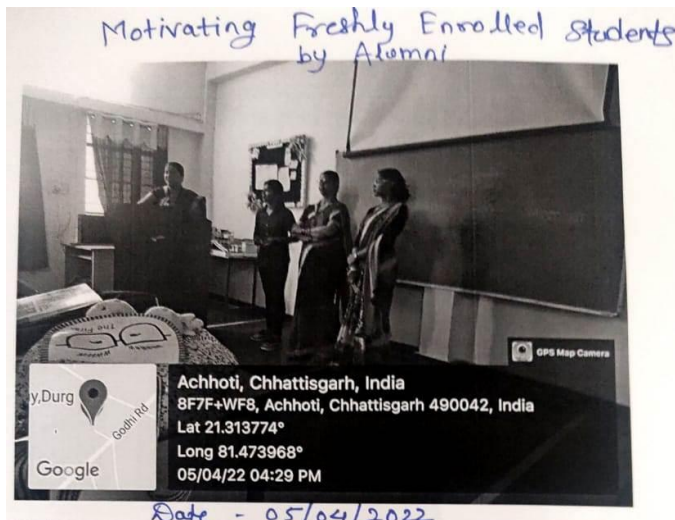 Motivating Freshly Enrolled Students
by Alumni
GPS Map Camera
y,Durg
Godhi Rd
Google
Achhoti, Chhattisgarh, India
8F7F+WF8, Achhoti, Chhattisgarh 490042, India
Lat 21.313774°
Long 81.473968°
05/04/22 04:29 PM
Date - 05/04/2022